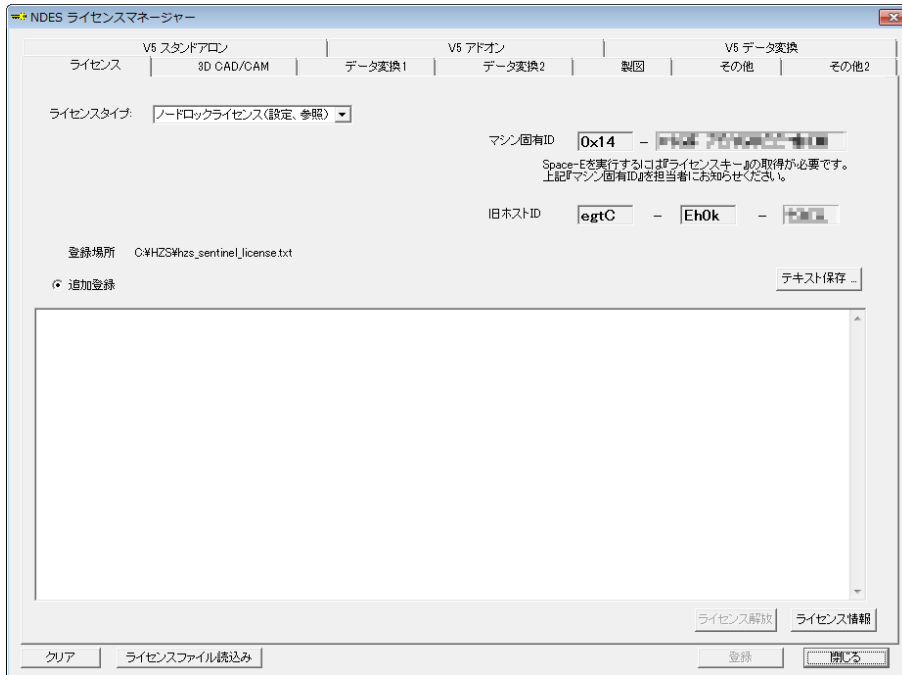 NDES ライセンスマネージャー
V5 スタンドアロン V5 アドオン V5 データ変換
ライセンス 3D CAD/CAM データ変換1 データ変換2 製図 その他 その他2
ライセンスタイプ: ノードロックライセンス(設定、参照)
マシン固有ID 0x14 -
Space-Eを実行するには『ライセンスキー』の取得が必要です。
上記『マシン固有ID』を担当者にお知らせください。
旧ホストID egtC - Eh0k -
登録場所 C:¥HZS¥hzs_sentinel_license.txt
追加登録
テキスト保存 ...
ライセンス解放 ライセンス情報
クリア ライセンスファイル読込み 登録 閉じる